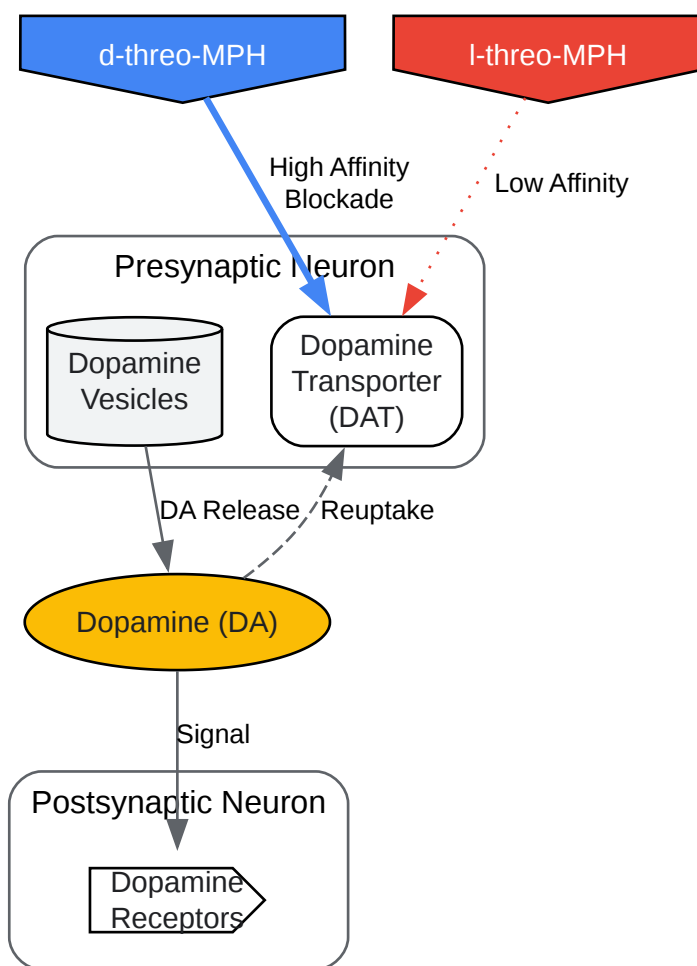 d-threo-MPH
l-threo-MPH
High Affinity
Blockade
Low Affinity
Presynaptic Neuron
Dopamine
Vesicles
Dopamine
Transporter
(DAT)
DA Release
Reuptake
Dopamine (DA)
Signal
Postsynaptic Neuron
Dopamine
Receptors